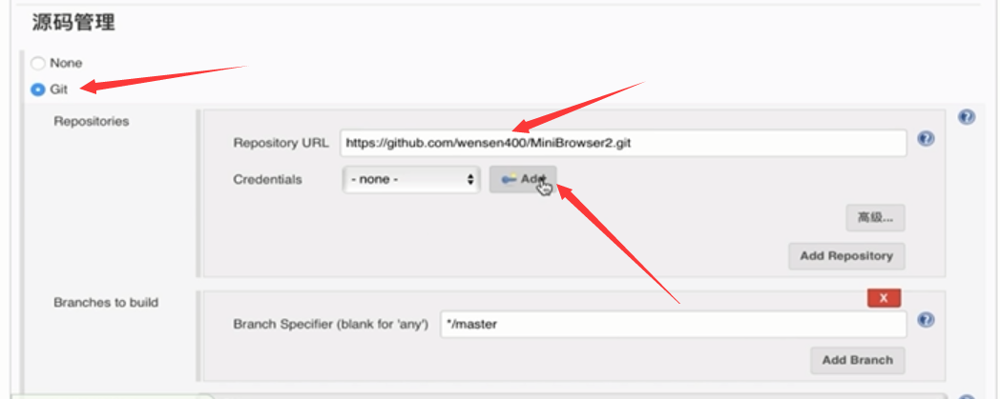 源码管理
None
Git
Repositories
Repository URL https://github.com/wensen400/MiniBrowser2.git
Credentials - none - Add
高级...
Add Repository
X
Branches to build
Branch Specifier (blank for 'any') */master
Add Branch